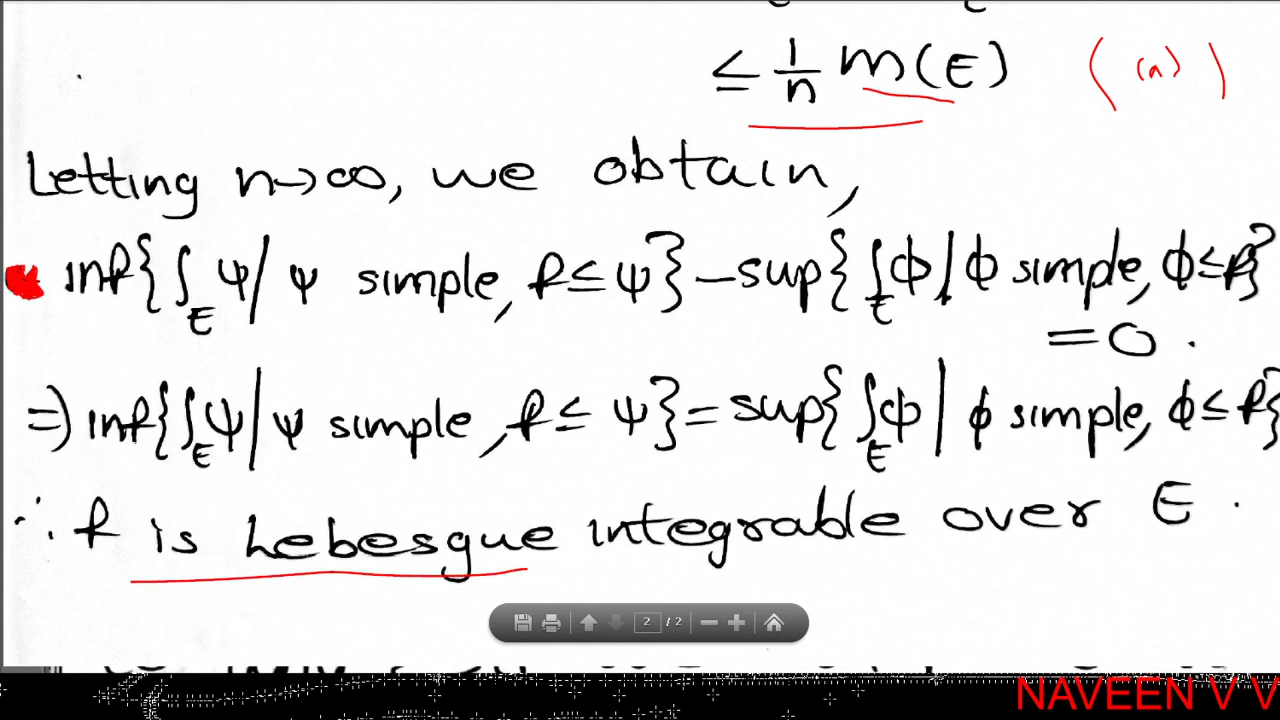 ≤ 1/n m(E) ( (n) )
Letting n→∞, we obtain,
inf{∫_E ψ / ψ simple, f ≤ ψ} − sup{∫_E ϕ | ϕ simple, ϕ ≤ f}
= 0 .
⇒ inf{∫_E ψ | ψ simple, f ≤ ψ} = sup{∫_E ϕ | ϕ simple, ϕ ≤ f}
∴ f is Lebesgue integrable over E .
2 / 2
NAVEEN V V